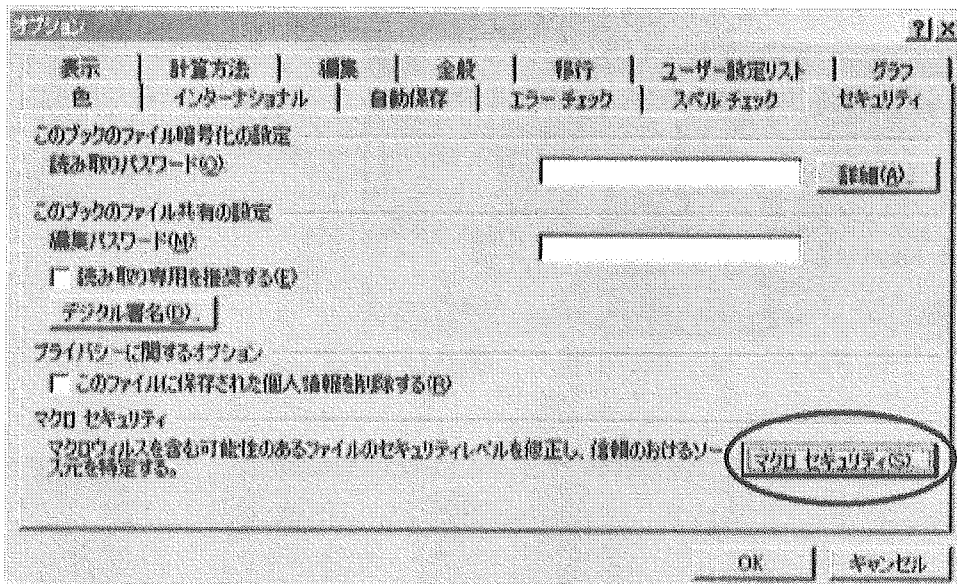 オプション
表示 計算方法 編集 全般 移行 ユーザー設定リスト グラフ
色 インターナショナル 自動保存 エラー チェック スペル チェック セキュリティ
このブックのファイル暗号化の設定
読み取りパスワード(O):
詳細(A)...
このブックのファイル共有の設定
編集パスワード(M):
読み取り専用を推奨する(E)
デジタル署名(D)...
プライバシーに関するオプション
このファイルに保存された個人情報を削除する(R)
マクロ セキュリティ
マクロウィルスを含む可能性のあるファイルのセキュリティレベルを修正し、信頼のおけるソー
ス元を特定する。
マクロ セキュリティ(S)...
OK キャンセル